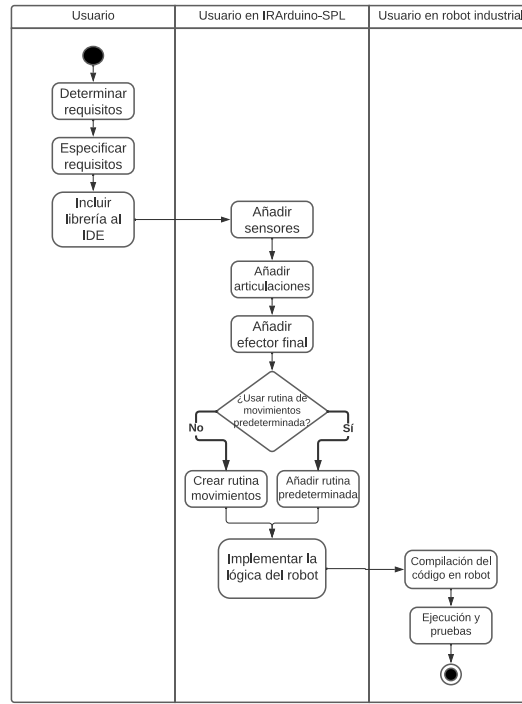 Usuario
Usuario en IRArduino-SPL
Usuario en robot industrial
Determinar
requisitos
Especificar
requisitos
Incluir
librería al
IDE
Añadir
sensores
Añadir
articulaciones
Añadir
efector final
¿Usar rutina de
movimientos
predeterminada?
No
Sí
Crear rutina
movimientos
Añadir rutina
predeterminada
Implementar la
lógica del robot
Compilación del
código en robot
Ejecución y
pruebas